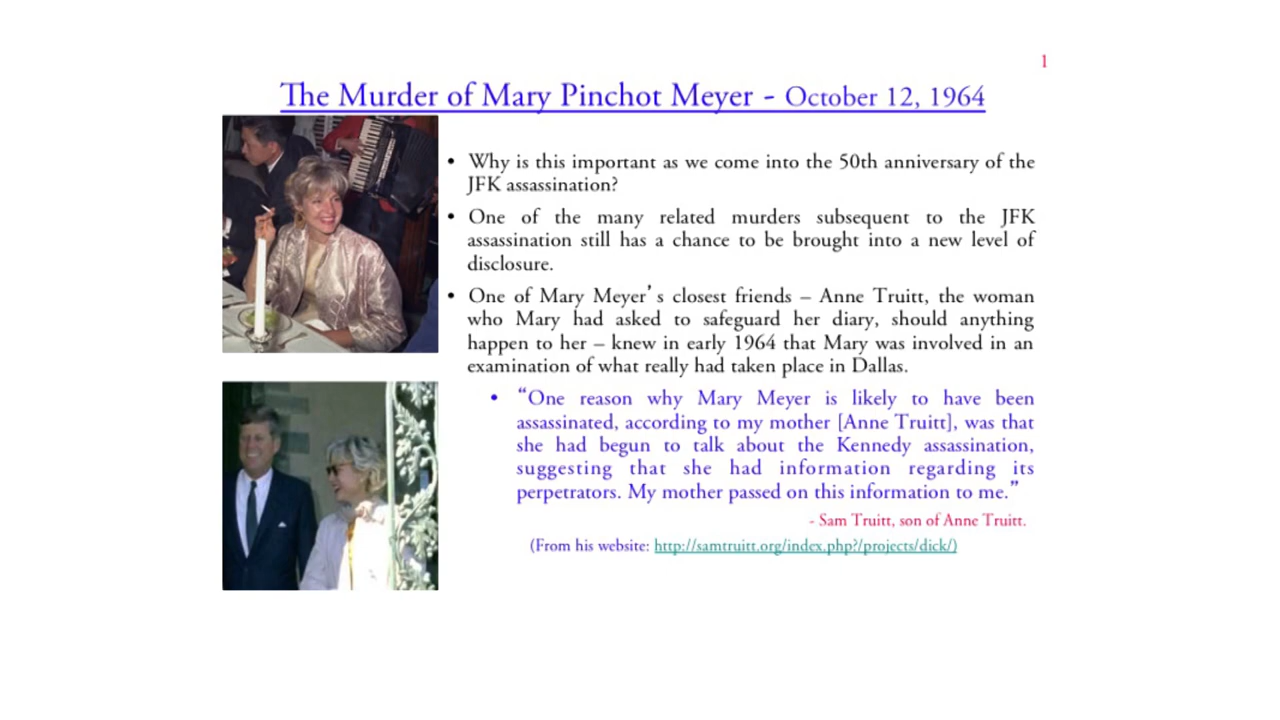 1
The Murder of Mary Pinchot Meyer - October 12, 1964
• Why is this important as we come into the 50th anniversary of the
JFK assassination?
• One of the many related murders subsequent to the JFK
assassination still has a chance to be brought into a new level of
disclosure.
• One of Mary Meyer's closest friends – Anne Truitt, the woman
who Mary had asked to safeguard her diary, should anything
happen to her – knew in early 1964 that Mary was involved in an
examination of what really had taken place in Dallas.
• “One reason why Mary Meyer is likely to have been
assassinated, according to my mother [Anne Truitt], was that
she had begun to talk about the Kennedy assassination,
suggesting that she had information regarding its
perpetrators. My mother passed on this information to me.”
- Sam Truitt, son of Anne Truitt.
(From his website: http://samtruitt.org/index.php?/projects/dick/)